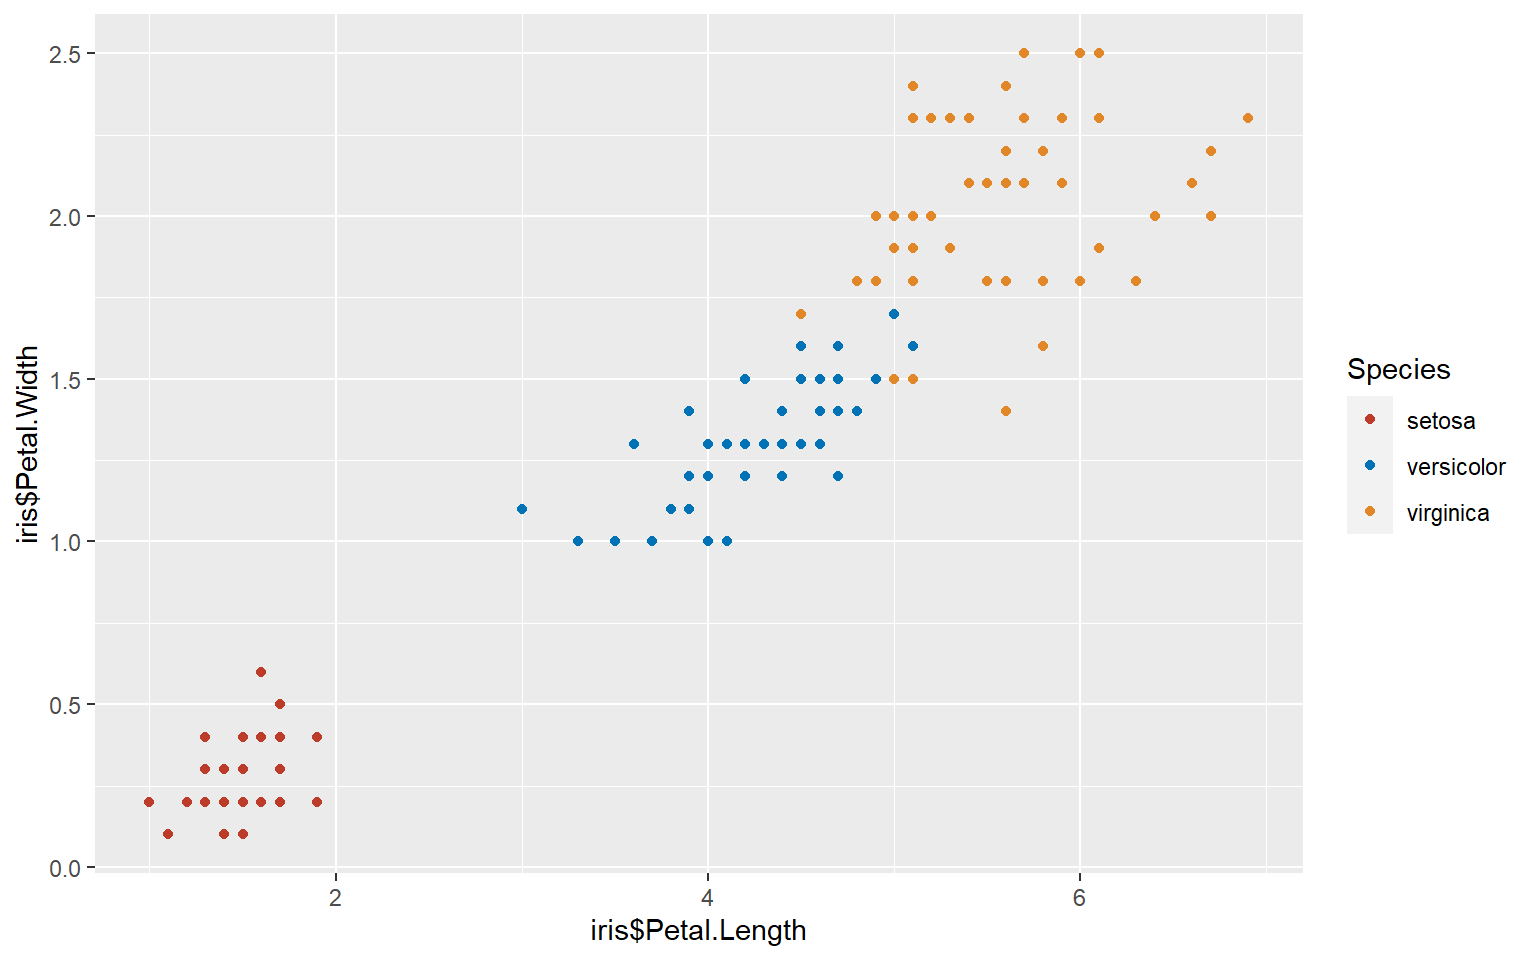 2.5
2.0
1.5
1.0
0.5
0.0
iris$Petal.Width
2 4 6
iris$Petal.Length
Species
setosa
versicolor
virginica